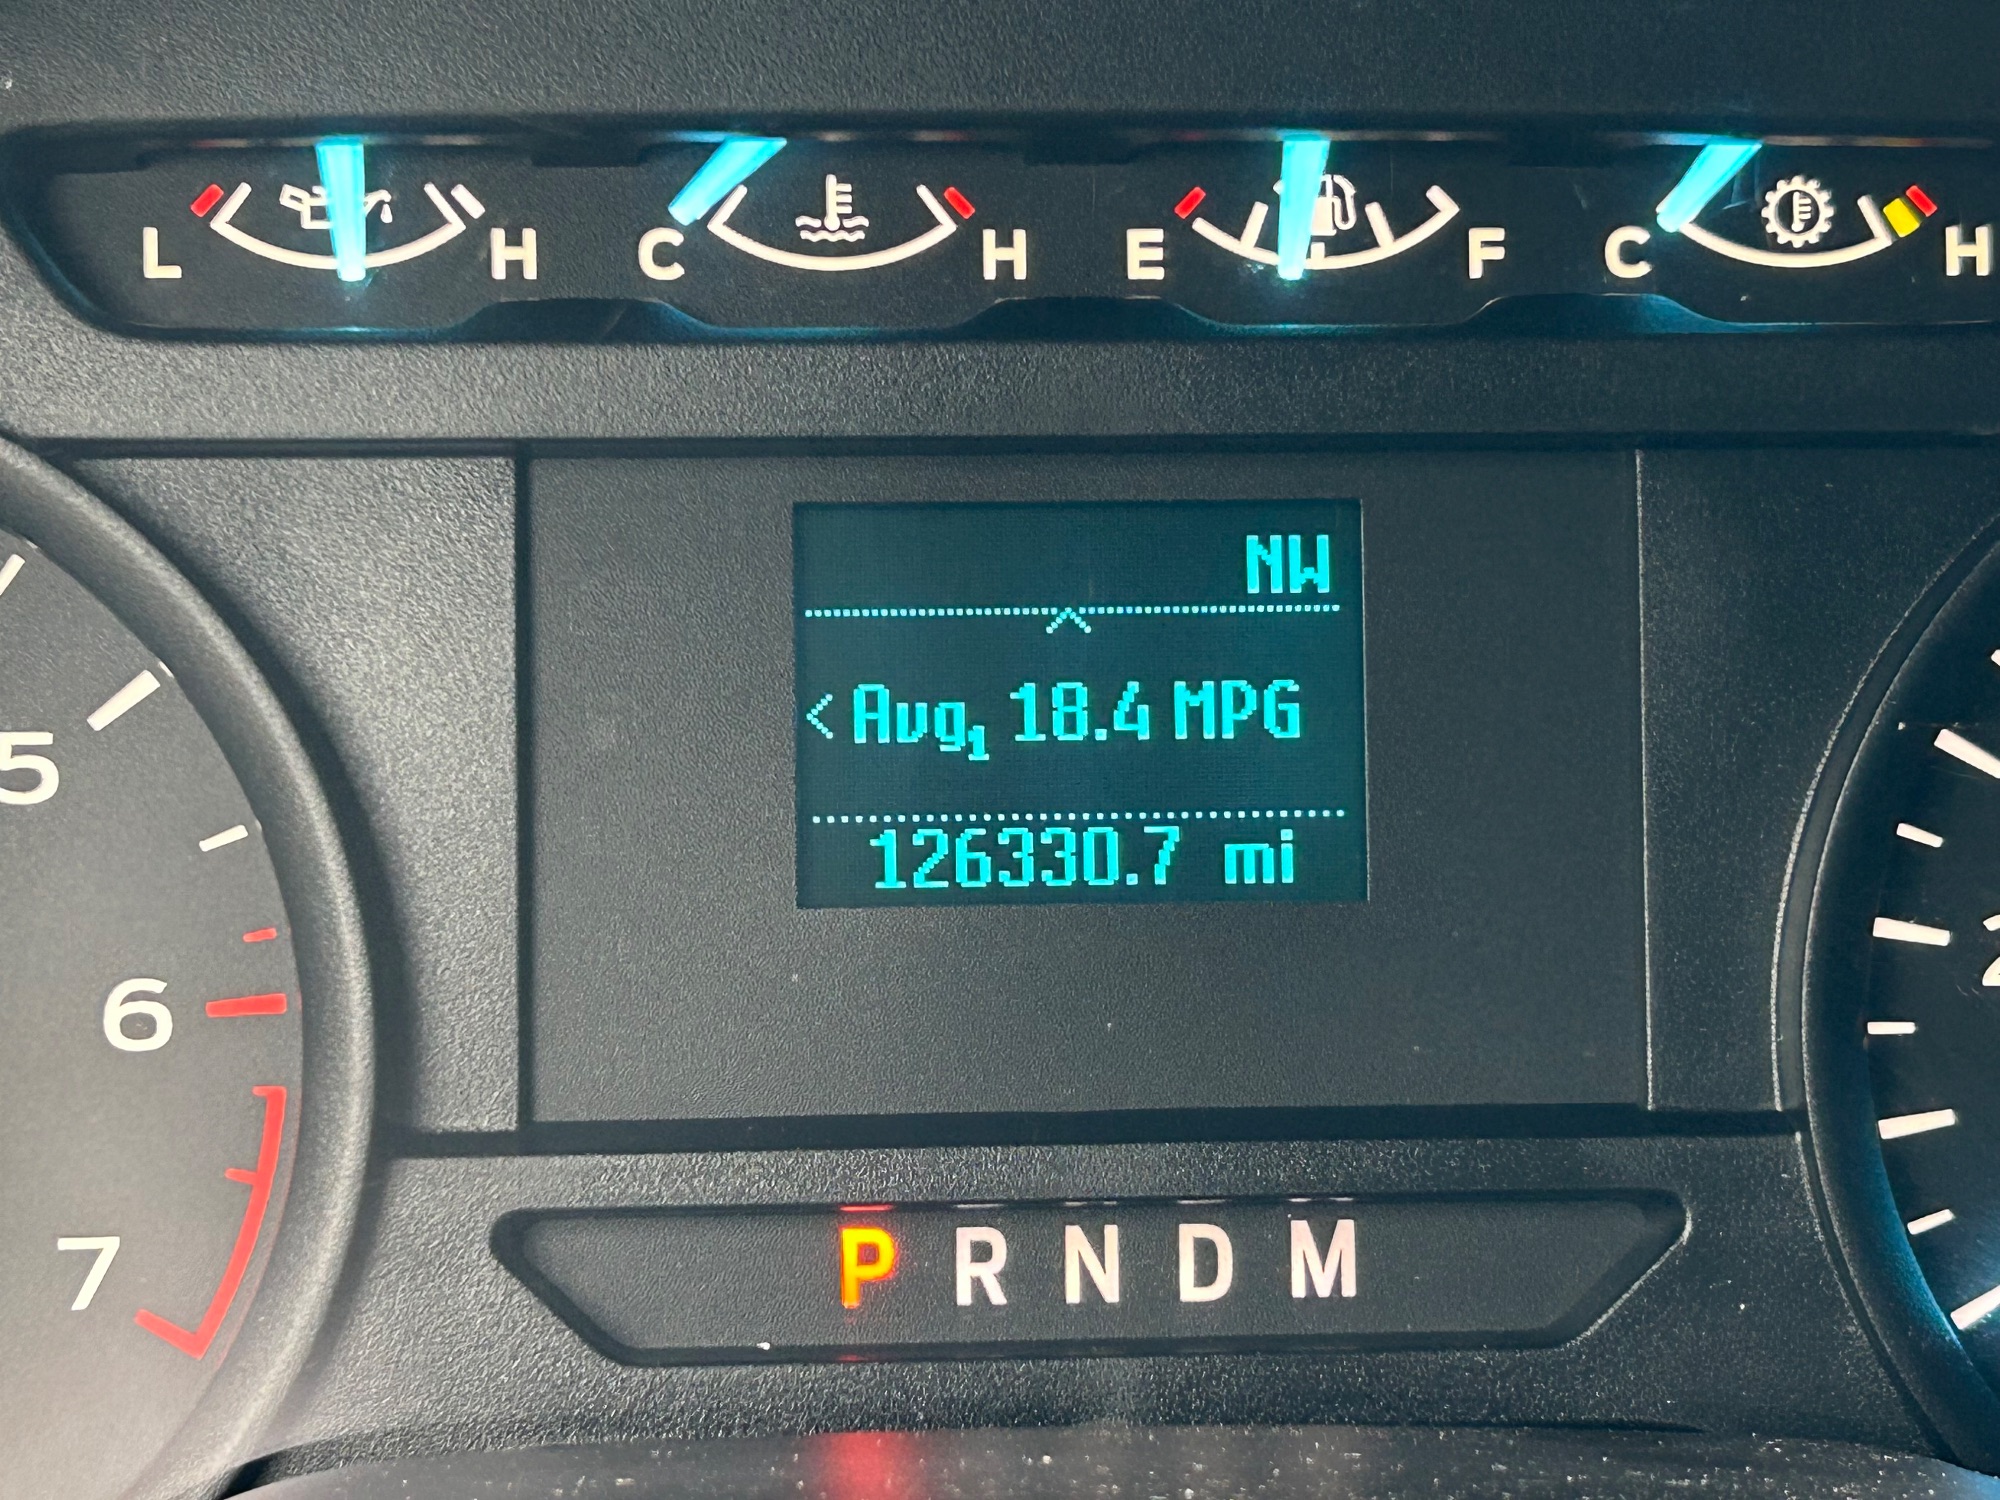 L H C H E F C H
NW
< Avg1 18.4 MPG
126330.7 mi
5
6
7
P R N D M